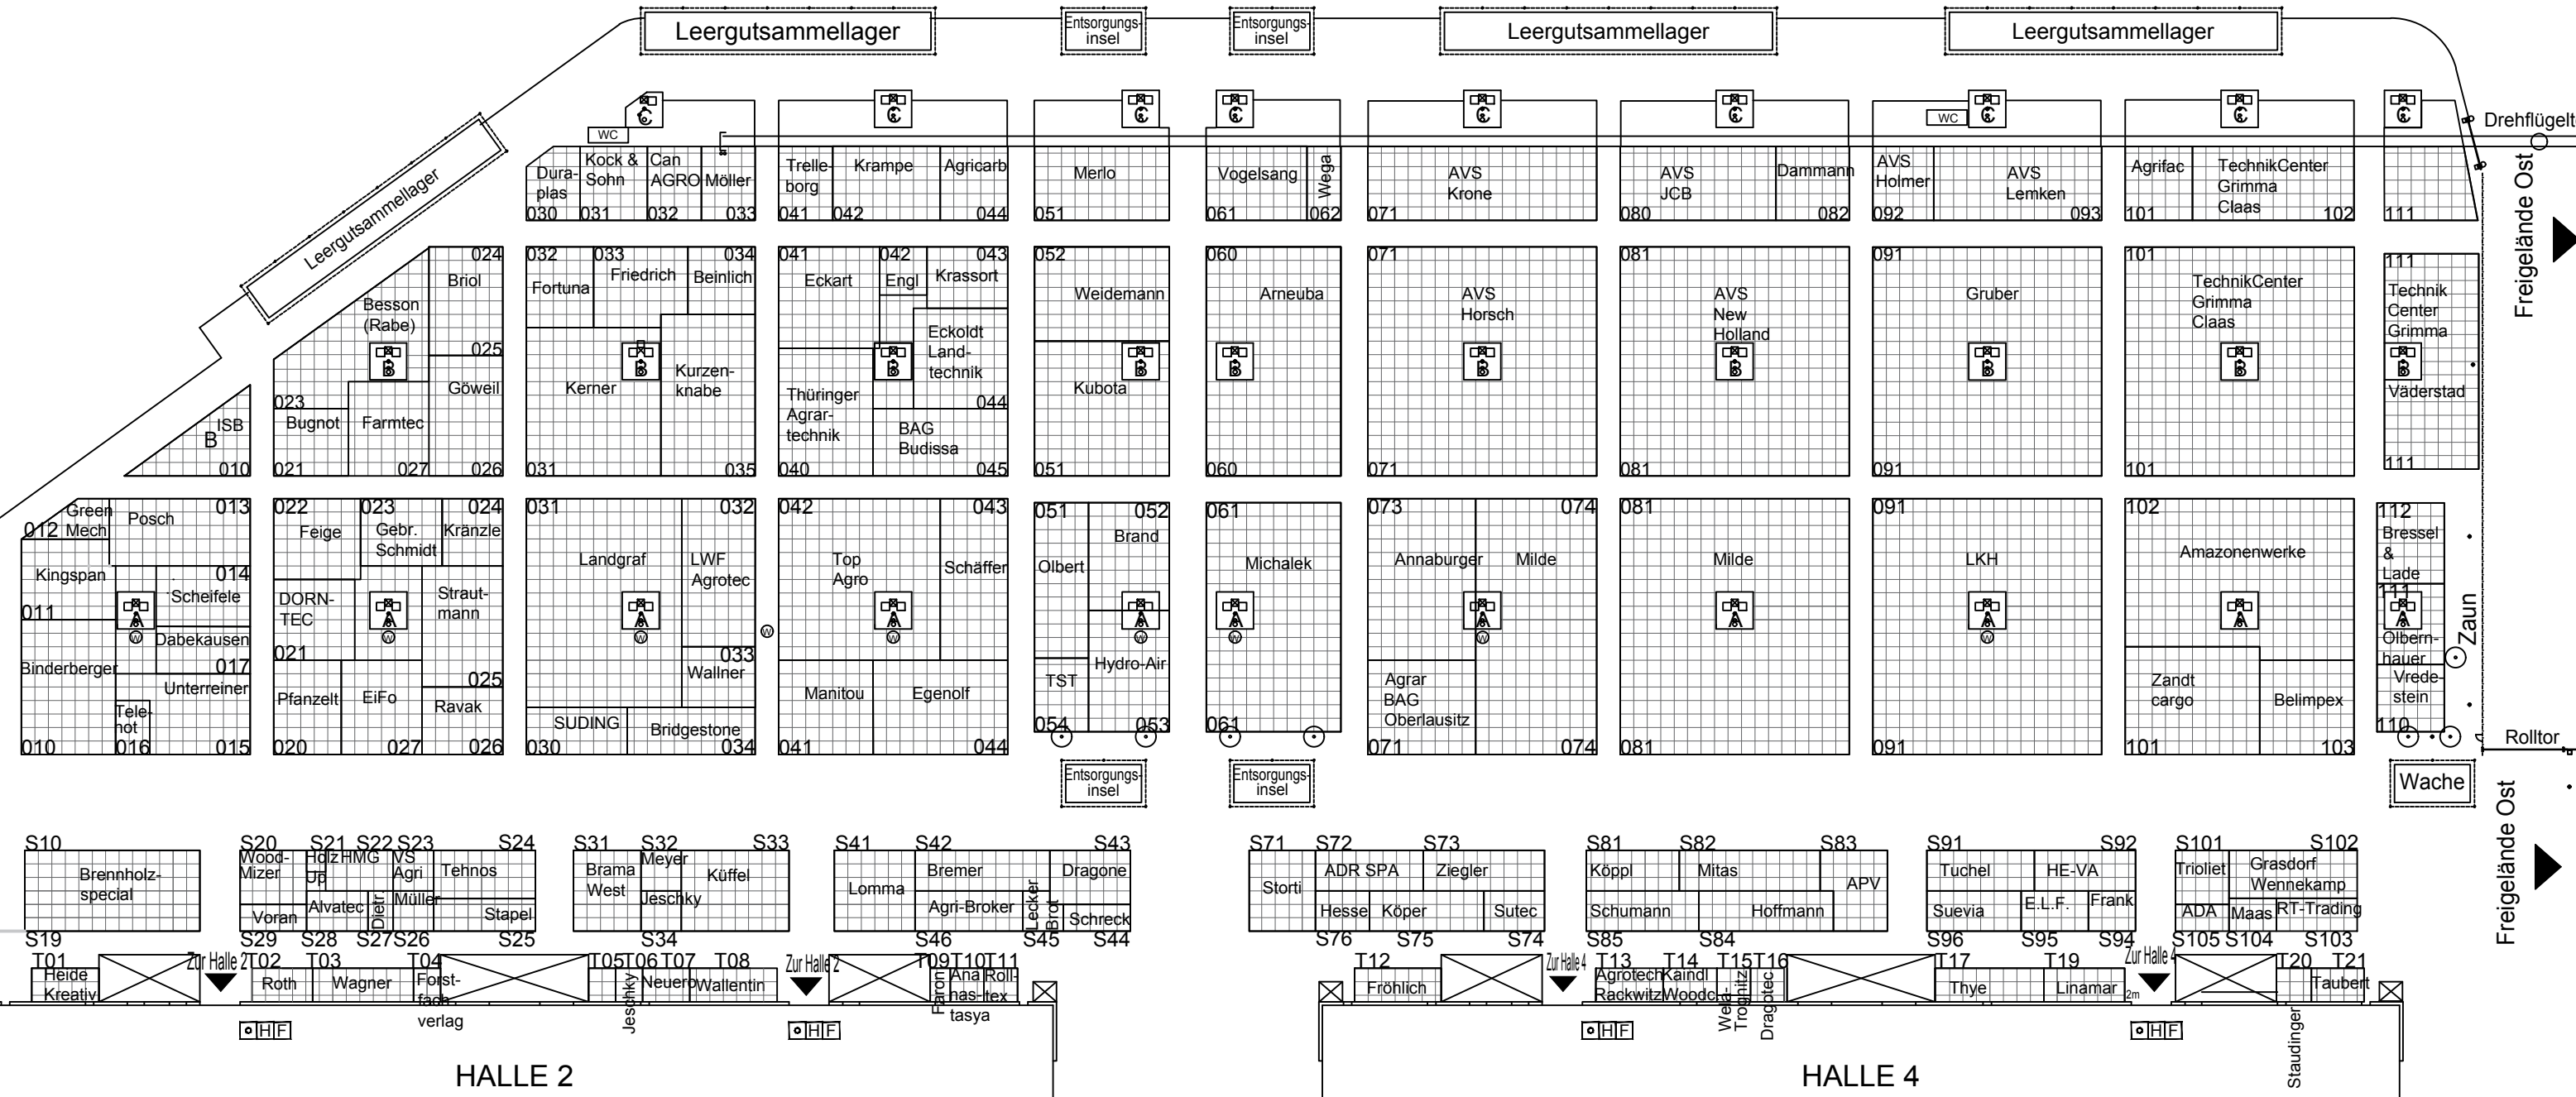 Leergutsammellager
Entsorgungs-
insel
Entsorgungs-
insel
Leergutsammellager
Leergutsammellager
Leergutsammellager
WC
C
C
C
C
C
C
WC
C
C
C
Drehflügelt
Freigelände Ost
Dura-
plas
030
Kock &
Sohn
031
Can
AGRO
032
Möller
033
Trelle-
borg
041
Krampe
042
Agricarb
044
Merlo
051
Vogelsang
061
Wega
062
AVS
Krone
071
AVS
JCB
080
Dammann
082
AVS
Holmer
092
AVS
Lemken
093
Agrifac
101
TechnikCenter
Grimma
Claas
102
111
024
Briol
Besson
(Rabe)
025
B
Göweil
023
Bugnot
Farmtec
021
027
026
ISB
B
010
032
033
034
Fortuna
Friedrich
Beinlich
B
Kerner
Kurzen-
knabe
031
035
041
042
043
Eckart
Engl
Krassort
Eckoldt
Land-
technik
044
B
Thüringer
Agrar-
technik
BAG
Budissa
040
045
052
Weidemann
B
Kubota
051
060
Arneuba
B
060
071
AVS
Horsch
B
071
081
AVS
New
Holland
B
081
091
Gruber
B
091
101
TechnikCenter
Grimma
Claas
B
101
111
Technik
Center
Grimma
B
Väderstad
111
Green
Mech
012
Posch
013
Kingspan
014
Scheifele
011
A
W
Dabekausen
017
Binderberger
Unterreiner
Tele-
not
010
016
015
022
023
024
Feige
Gebr.
Schmidt
Kränzle
DORN-
TEC
A
W
Straut-
mann
021
025
Pfanzelt
EiFo
Ravak
020
027
026
031
032
Landgraf
LWF
Agrotec
A
W
W
033
Wallner
SUDING
Bridgestone
030
034
042
043
Top
Agro
Schäffer
A
W
Manitou
Egenolf
041
044
051
052
Brand
Olbert
A
W
Hydro-Air
TST
054
053
061
Michalek
A
W
061
073
074
Annaburger
Milde
A
W
Agrar
BAG
Oberlausitz
071
074
081
Milde
A
081
091
LKH
A
W
091
102
Amazonenwerke
A
Zandt
cargo
Belimpex
101
103
112
Bressel
&
Lade
111
A
Olbern-
hauer
Vrede-
stein
110
Zaun
Rolltor
Entsorgungs-
insel
Entsorgungs-
insel
Wache
Freigelände Ost
S10
Brennholz-
special
S19
S20
S21
S22
S23
S24
Wood-
Mizer
Holz
Up
HMG
VS
Agri
Tehnos
Voran
Alvatec
Dietr.
Müller
Stapel
S29
S28
S27
S26
S25
S31
S32
S33
Brama
West
Meyer
Jeschky
Küffel
S34
S41
S42
S43
Lomma
Bremer
Dragone
Agri-Broker
Lecker
Brot
Schreck
S46
S45
S44
S71
S72
S73
Storti
ADR SPA
Ziegler
Hesse
Köper
Sutec
S76
S75
S74
S81
S82
S83
Köppl
Mitas
APV
Schumann
Hoffmann
S85
S84
S91
S92
Tuchel
HE-VA
Suevia
E.L.F.
Frank
S96
S95
S94
S101
S102
Trioliet
Grasdorf
Wennekamp
ADA
Maas
RT-Trading
S105
S104
S103
T01
Heide
Kreativ
Zur Halle 2
T02
T03
T04
Roth
Wagner
Forst-
fach
verlag
T05
T06
T07
T08
Jeschky
Neuero
Wallentin
Zur Halle 2
T09
T10
T11
Faron
Ana
nas-
tasya
Roll-
tex
T12
Fröhlich
Zur Halle 4
T13
T14
T15
T16
Agrotech
Rackwitz
Kaindl
Woodc.
Wela-
Trognitz
Dragotec
T17
T19
Thye
Linamar
2m
Zur Halle 4
T20
T21
Staudinger
Taubert
H F
H F
H F
H F
HALLE 2
HALLE 4